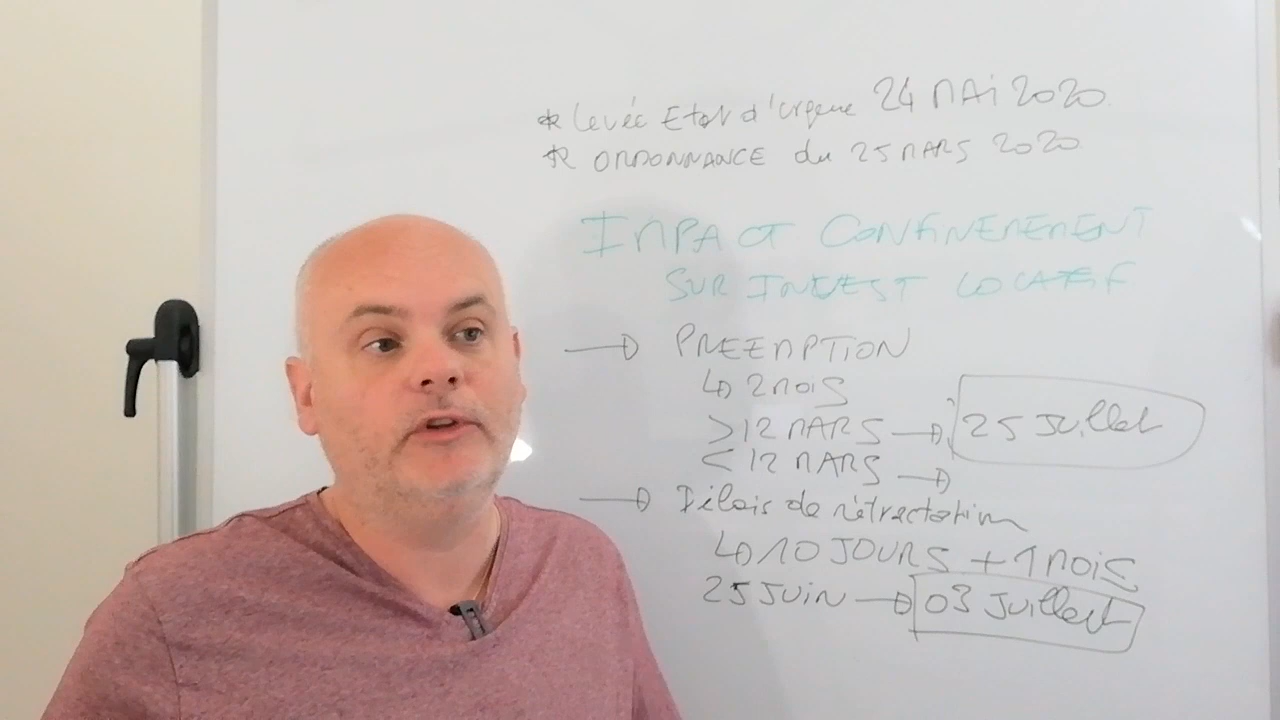 * Levée Etat d'urgence 24 MAI 2020
* ORDONNANCE du 25 MARS 2020
IMPACT CONFINEMEMENT
SUR INVEST LOCATIF
→ PREEMPTION
↳ 2 MOIS
> 12 MARS → 25 Juillet
< 12 MARS →
→ Délais de rétractation
↳ 10 JOURS + 1 MOIS
25 JUIN → 03 Juillet